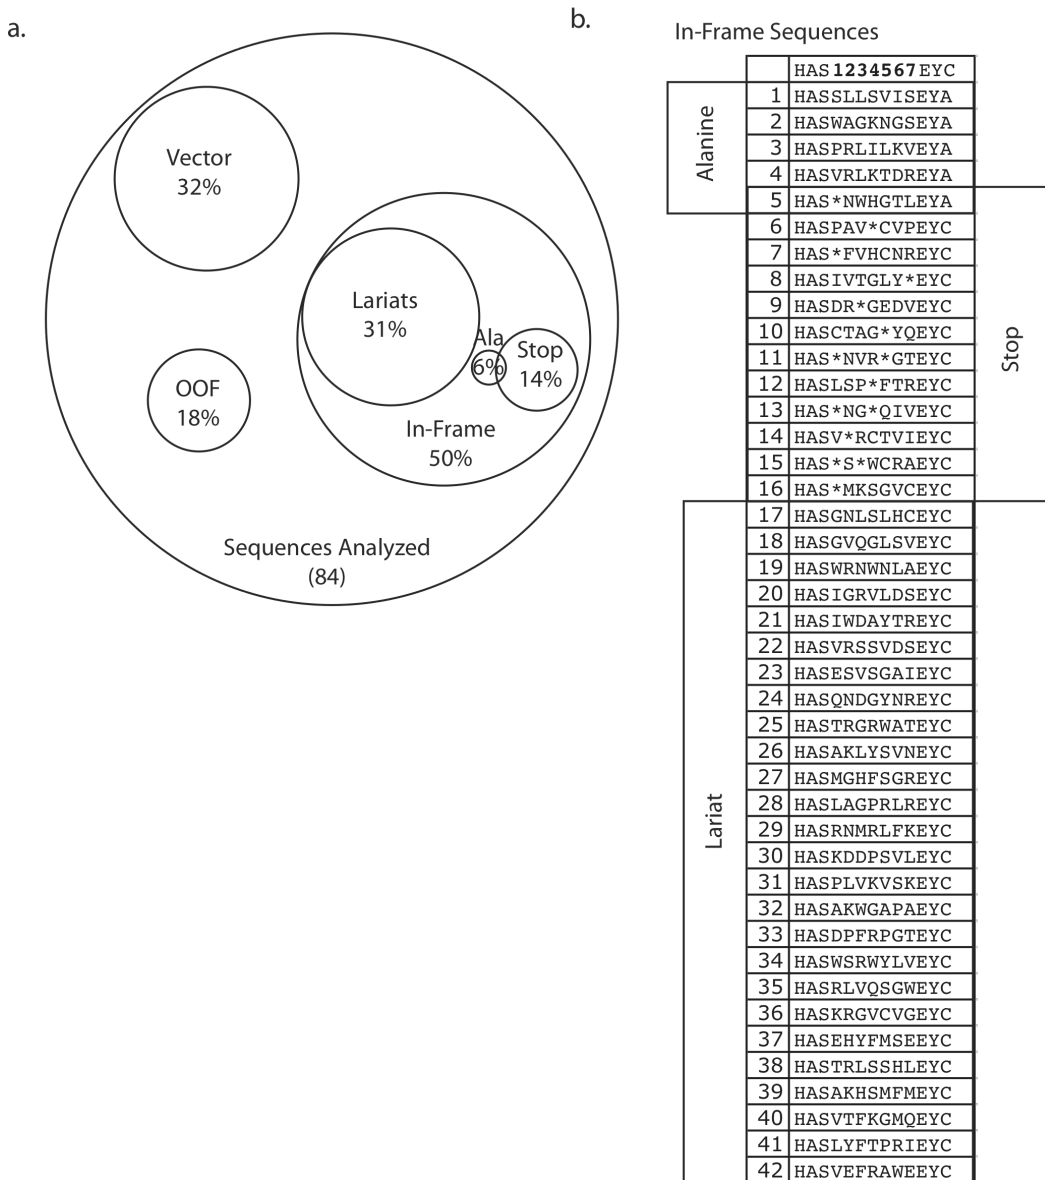 a.
Vector
32%
Lariats
31%
Ala
6%
Stop
14%
OOF
18%
In-Frame
50%
Sequences Analyzed
(84)
b.
In-Frame Sequences
HAS1234567EYC
Alanine
1 HASSLLSVISEYA
2 HASWAGKNGSEYA
3 HASPRLILKVEYA
4 HASVRLKTDREYA
5 HAS*NWHGTLEYA
Stop
6 HASPAV*CVPEYC
7 HAS*FVHCNREYC
8 HASIVTGLY*EYC
9 HASDR*GEDVEYC
10 HASCTAG*YQEYC
11 HAS*NVR*GTEYC
12 HASLSP*FTREYC
13 HAS*NG*QIVEYC
14 HASV*RCTVIEYC
15 HAS*S*WCRAEYC
16 HAS*MKSGVCEYC
Lariat
17 HASGNLSLHCEYC
18 HASGVQGLSVEYC
19 HASWRNWNLAEYC
20 HASIGRVLDSEYC
21 HASIWDAYTREYC
22 HASVRSSVDSEYC
23 HASESVSGAIEYC
24 HASQNDGYNREYC
25 HASTRGRWATEYC
26 HASAKLYSVNEYC
27 HASMGHFSGREYC
28 HASLAGPRLREYC
29 HASRNMRLFKEYC
30 HASKDDPSVLEYC
31 HASPLVKVSKEYC
32 HASAKWGAPAEYC
33 HASDPFRPGTEYC
34 HASWSRWYLVEYC
35 HASRLVQSGWEYC
36 HASKRGVCVGEYC
37 HASEHYFMSEEYC
38 HASTRLSSHLEYC
39 HASAKHSMFMEYC
40 HASVTFKGMQEYC
41 HASLYFTPRIEYC
42 HASVEFRAWEEYC